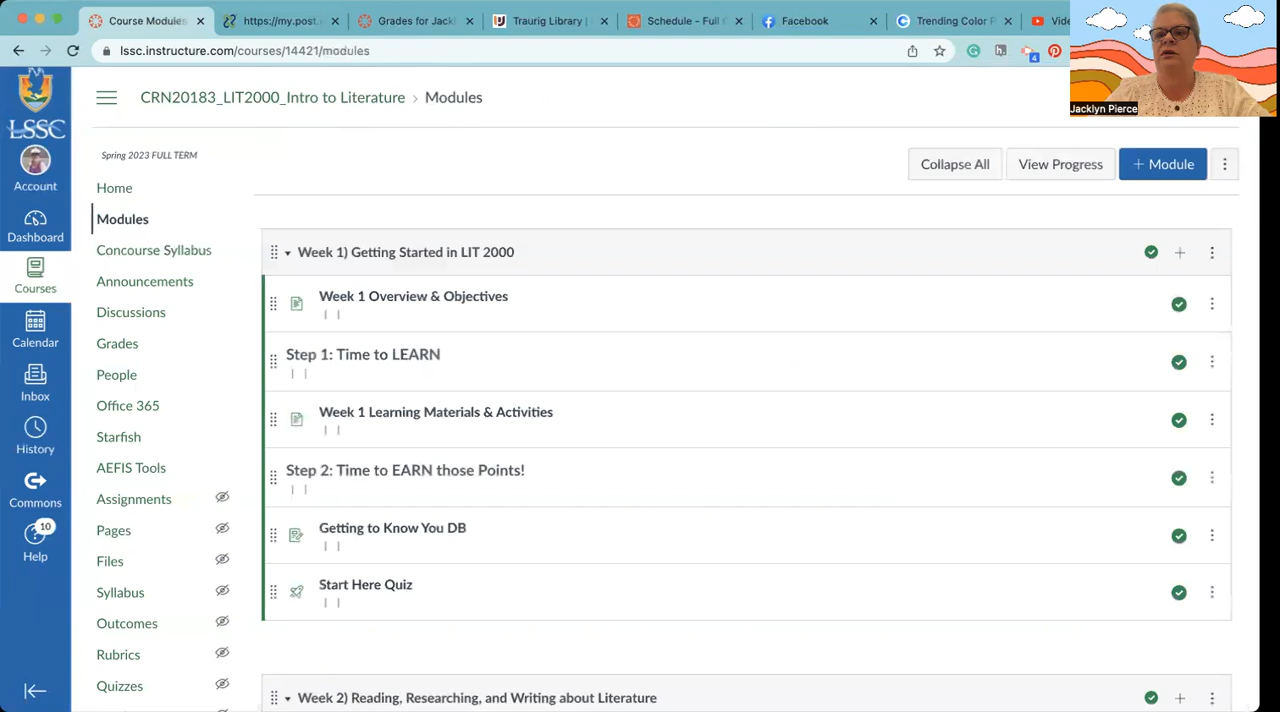 Course Modules
https://my.post.
Grades for Jackl
Traurig Library |
Schedule - Full
Facebook
Trending Color P
Vide
lssc.instructure.com/courses/14421/modules
4
Jacklyn Pierce
LSSC
Account
Dashboard
Courses
Calendar
Inbox
History
Commons
10
Help
CRN20183_LIT2000_Intro to Literature › Modules
Spring 2023 FULL TERM
Home
Modules
Concourse Syllabus
Announcements
Discussions
Grades
People
Office 365
Starfish
AEFIS Tools
Assignments
Pages
Files
Syllabus
Outcomes
Rubrics
Quizzes
Collapse All
View Progress
+ Module
Week 1) Getting Started in LIT 2000
Week 1 Overview & Objectives
Step 1: Time to LEARN
Week 1 Learning Materials & Activities
Step 2: Time to EARN those Points!
Getting to Know You DB
Start Here Quiz
Week 2) Reading, Researching, and Writing about Literature